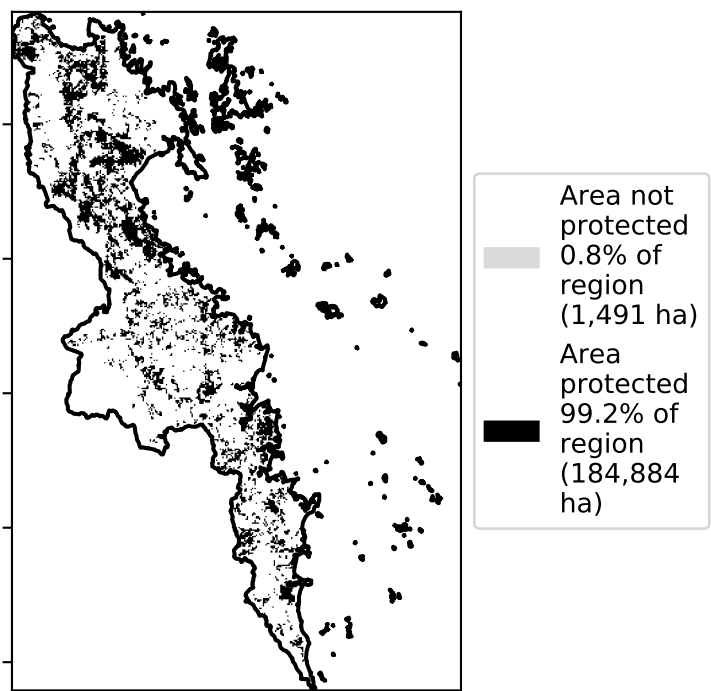 Area not
protected
0.8% of
region
(1,491 ha)
Area
protected
99.2% of
region
(184,884
ha)